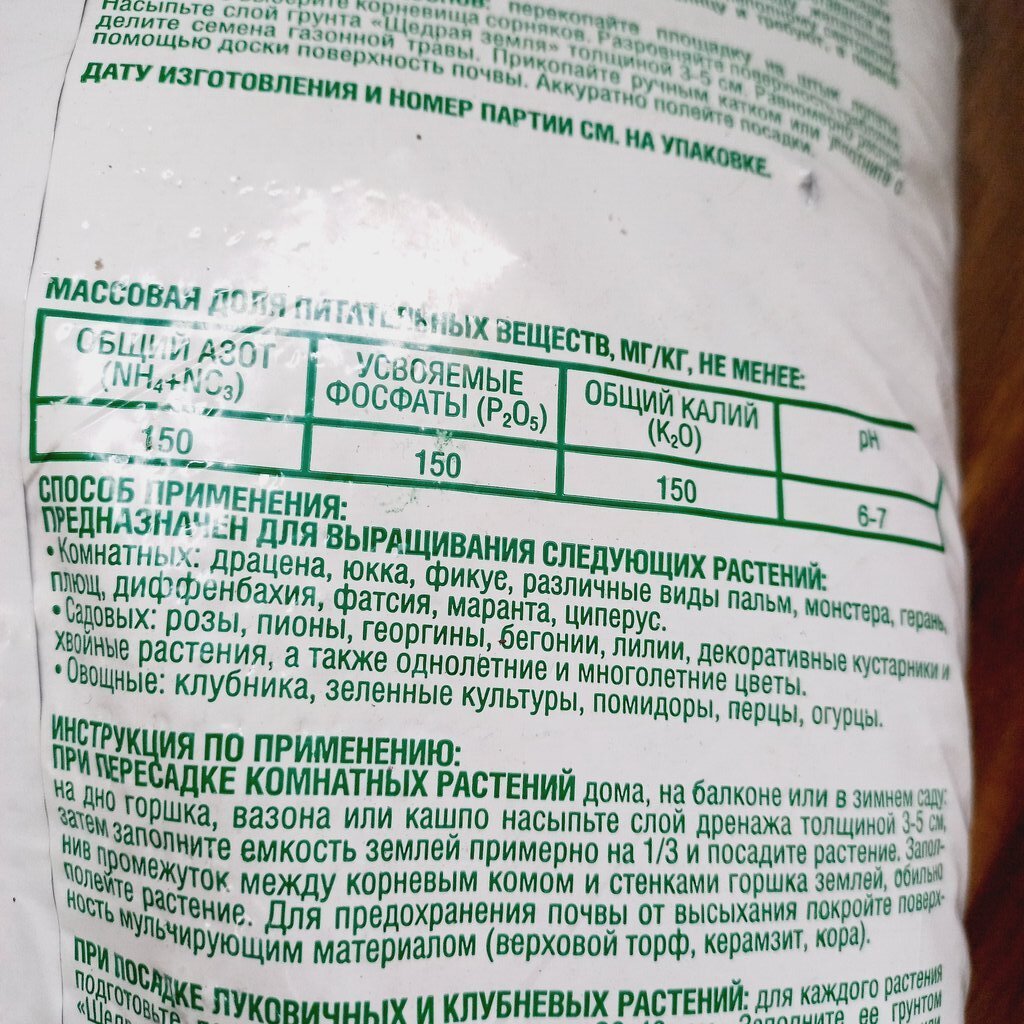 корневища сорняков. Разровняйте поверхность
Насыпьте слой грунта «Щедрая земля» толщиной 3-5 см. Равномерно
делите семена газонной травы. Прикопайте ручным катком или
помощью доски поверхность почвы. Аккуратно полейте посадки.
ДАТУ ИЗГОТОВЛЕНИЯ И НОМЕР ПАРТИИ СМ. НА УПАКОВКЕ.
МАССОВАЯ ДОЛЯ ПИТАТЕЛЬНЫХ ВЕЩЕСТВ, МГ/КГ, НЕ МЕНЕЕ:
ОБЩИЙ АЗОТ (NH₄+NO₃) УСВОЯЕМЫЕ ФОСФАТЫ (P₂O₅) ОБЩИЙ КАЛИЙ (K₂O) pH
150 150 150 6-7
СПОСОБ ПРИМЕНЕНИЯ:
ПРЕДНАЗНАЧЕН ДЛЯ ВЫРАЩИВАНИЯ СЛЕДУЮЩИХ РАСТЕНИЙ:
• Комнатных: драцена, юкка, фикус, различные виды пальм, монстера, герань,
плющ, диффенбахия, фатсия, маранта, циперус.
• Садовых: розы, пионы, георгины, бегонии, лилии, декоративные кустарники и
хвойные растения, а также однолетние и многолетние цветы.
• Овощные: клубника, зеленные культуры, помидоры, перцы, огурцы.
ИНСТРУКЦИЯ ПО ПРИМЕНЕНИЮ:
ПРИ ПЕРЕСАДКЕ КОМНАТНЫХ РАСТЕНИЙ дома, на балконе или в зимнем саду:
на дно горшка, вазона или кашпо насыпьте слой дренажа толщиной 3-5 см,
затем заполните емкость землей примерно на 1/3 и посадите растение. Запол-
нив промежуток между корневым комом и стенками горшка землей, обильно
полейте растение. Для предохранения почвы от высыхания покройте поверх-
ность мульчирующим материалом (верховой торф, керамзит, кора).
ПРИ ПОСАДКЕ ЛУКОВИЧНЫХ И КЛУБНЕВЫХ РАСТЕНИЙ: для каждого растения
подготовьте Заполните ее грунтом